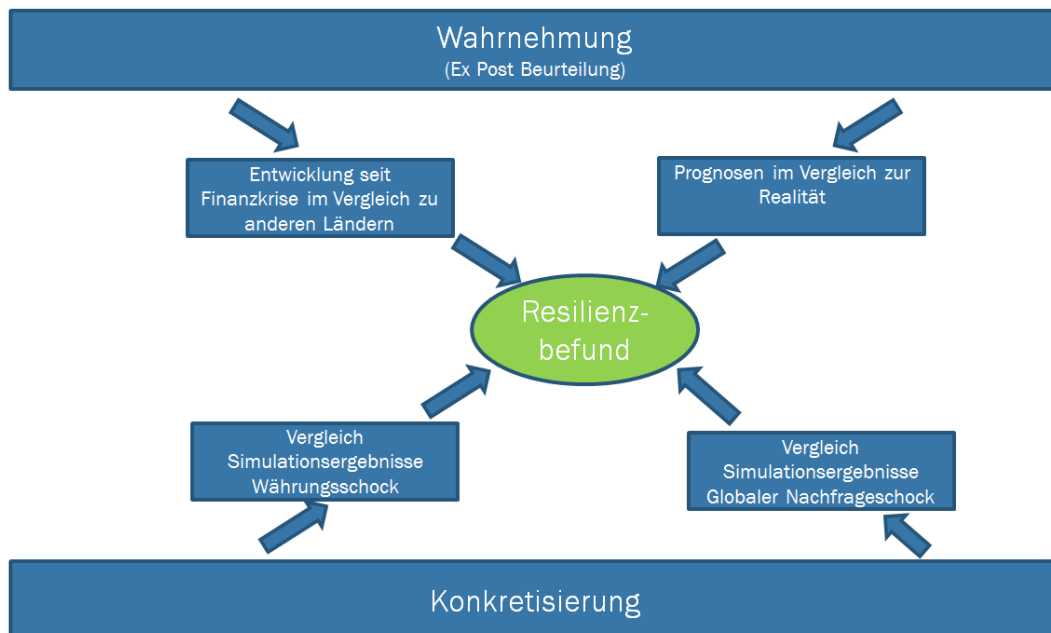 Wahrnehmung
(Ex Post Beurteilung)
Entwicklung seit
Finanzkrise im Vergleich zu
anderen Ländern
Prognosen im Vergleich zur
Realität
Resilienz-
befund
Vergleich
Simulationsergebnisse
Währungsschock
Vergleich
Simulationsergebnisse
Globaler Nachfrageschock
Konkretisierung